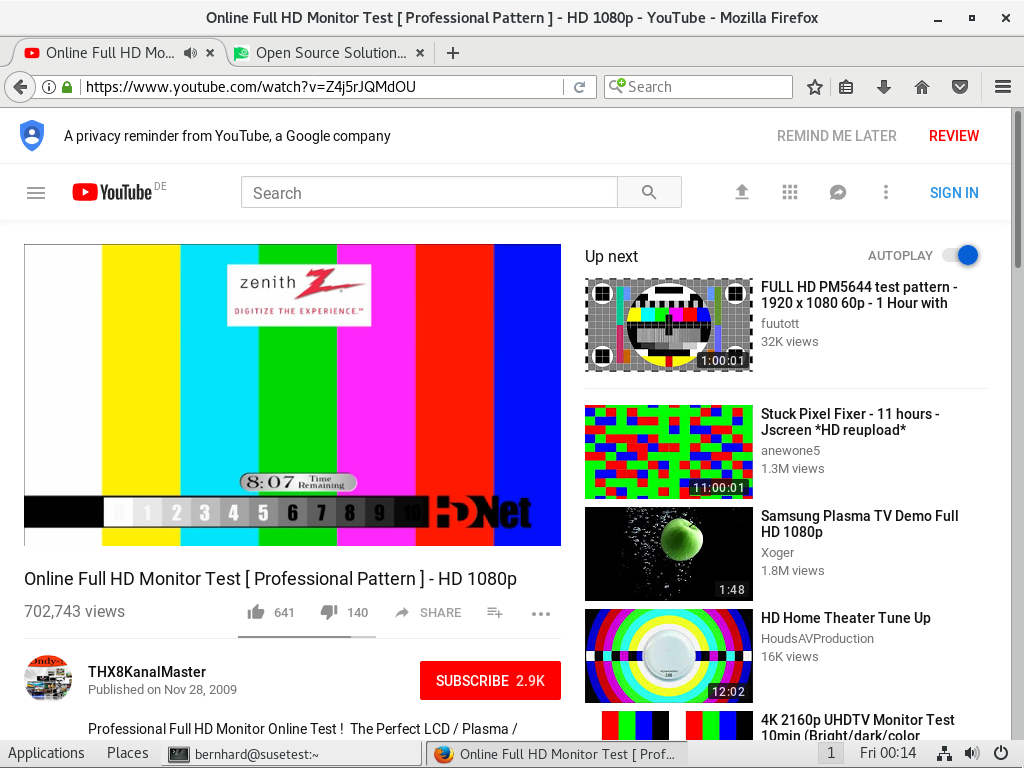 Online Full HD Monitor Test [ Professional Pattern ] - HD 1080p - YouTube - Mozilla Firefox
Online Full HD Mo...
Open Source Solution...
https://www.youtube.com/watch?v=Z4j5rJQMdOU
Search
A privacy reminder from YouTube, a Google company
REMIND ME LATER
REVIEW
YouTube DE
Search
SIGN IN
zenith
DIGITIZE THE EXPERIENCE.™
8:07 Time Remaining
0 1 2 3 4 5 6 7 8 9 10
HDNet
Online Full HD Monitor Test [ Professional Pattern ] - HD 1080p
702,743 views
641
140
SHARE
THX8KanalMaster
Published on Nov 28, 2009
SUBSCRIBE 2.9K
Professional Full HD Monitor Online Test ! The Perfect LCD / Plasma /
Up next
AUTOPLAY
FULL HD PM5644 test pattern -
1920 x 1080 60p - 1 Hour with
fuutott
32K views
1:00:01
Stuck Pixel Fixer - 11 hours -
Jscreen *HD reupload*
anewone5
1.3M views
11:00:01
Samsung Plasma TV Demo Full
HD 1080p
Xoger
1.8M views
1:48
HD Home Theater Tune Up
HoudsAVProduction
16K views
12:02
4K 2160p UHDTV Monitor Test
10min (Bright/dark/color
Applications
Places
bernhard@susetest:~
Online Full HD Monitor Test [ Prof...
1
Fri 00:14